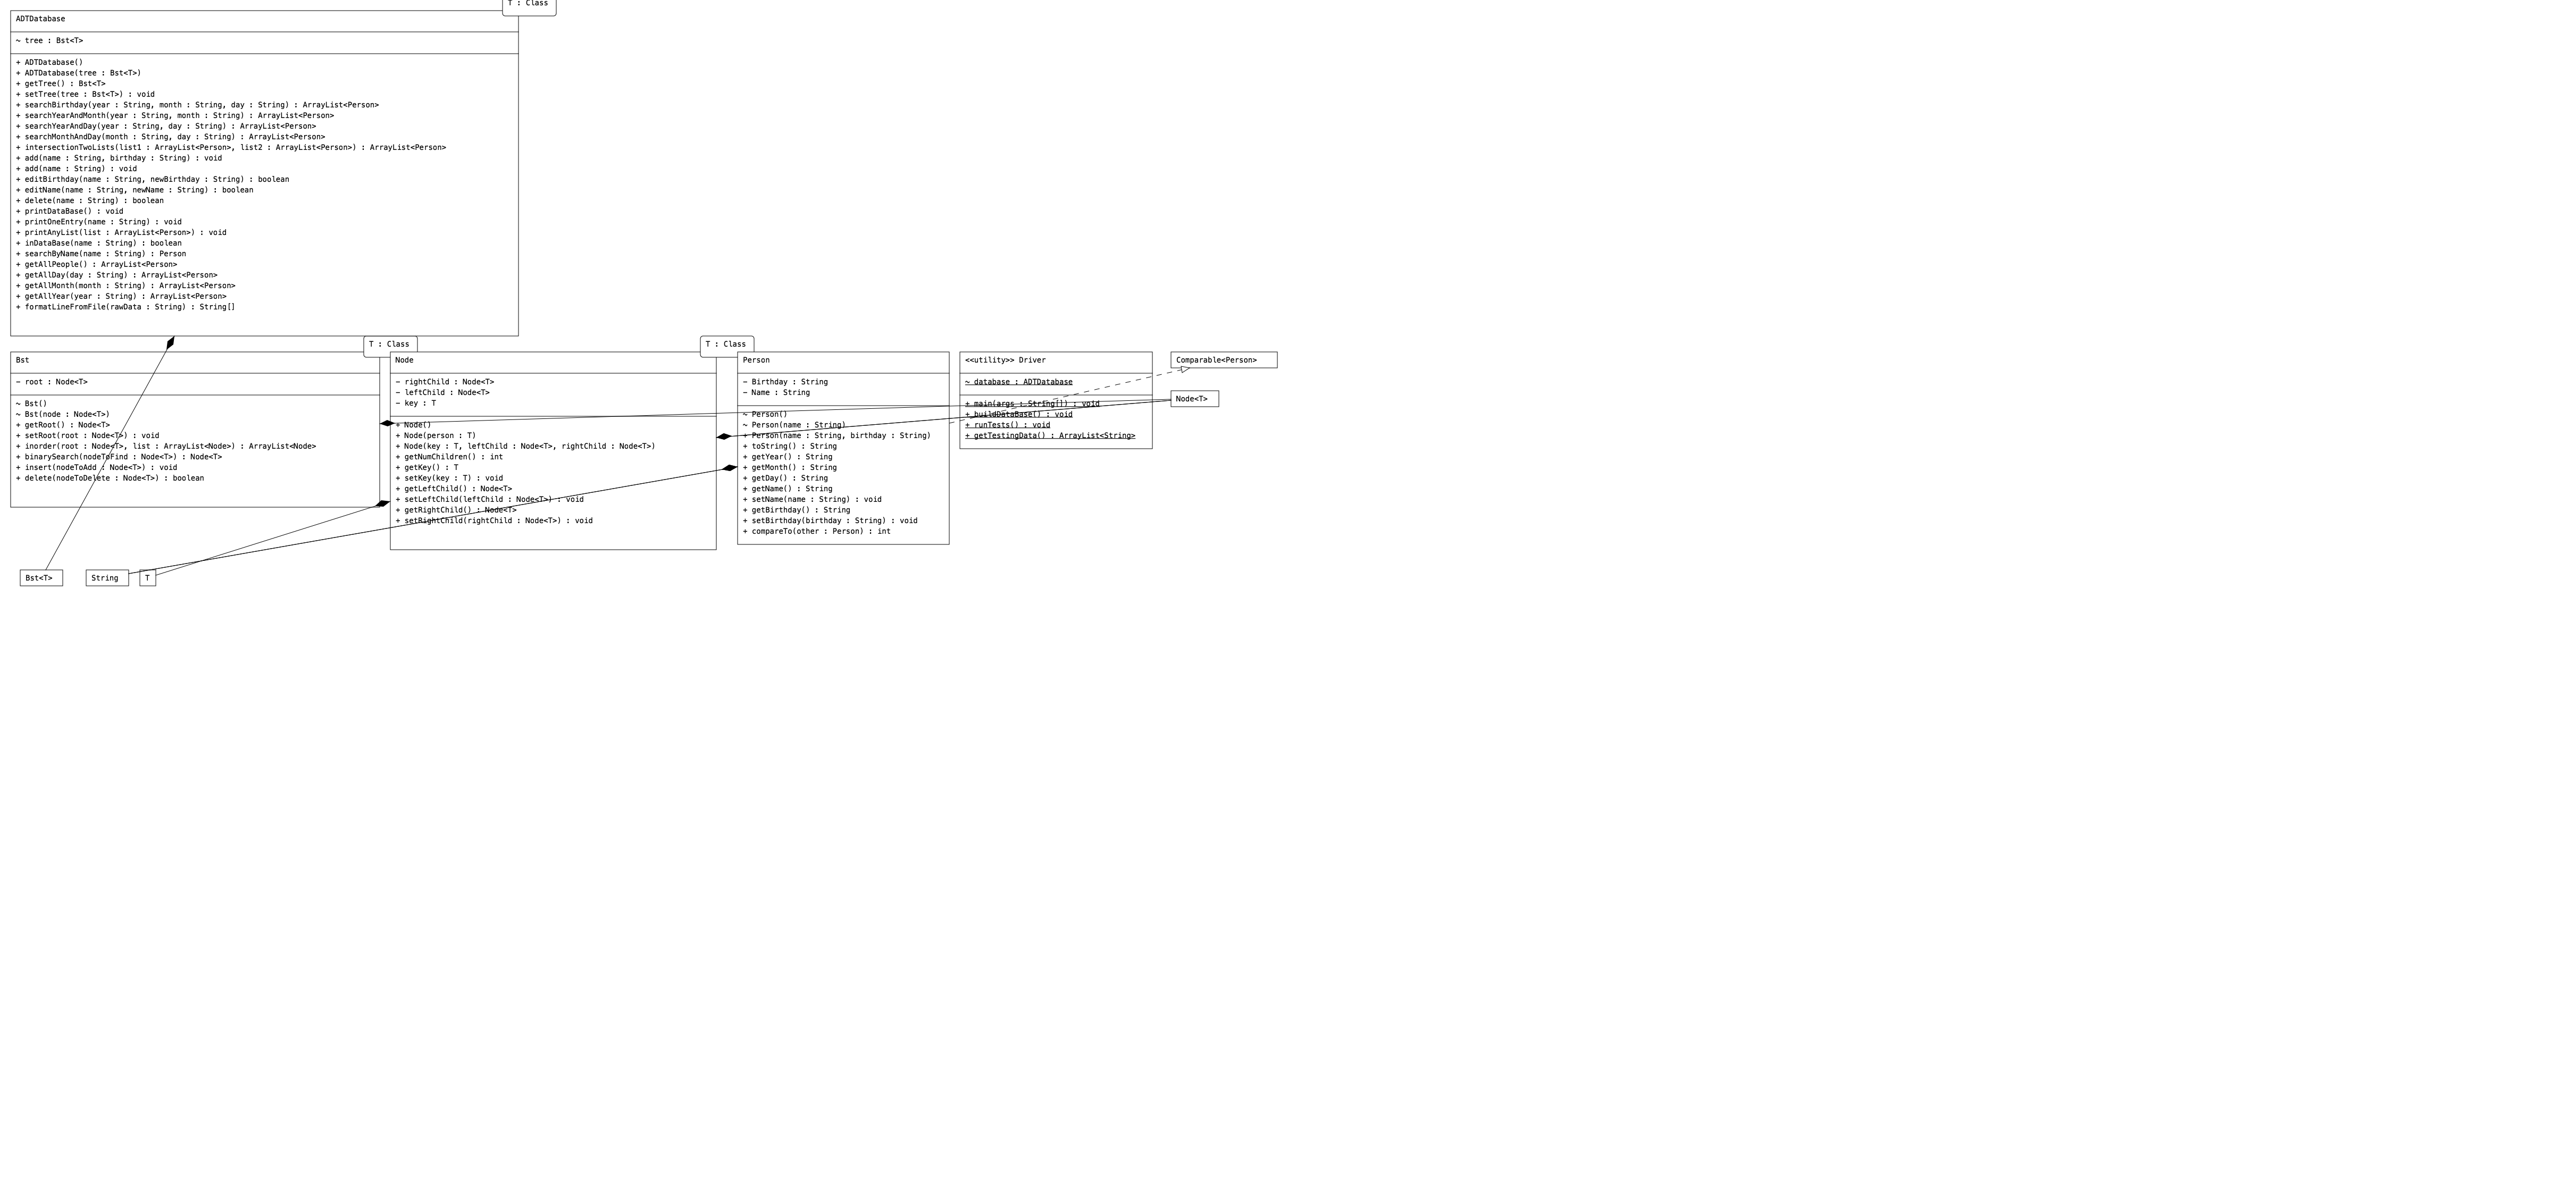 T : Class
ADTDatabase
~ tree : Bst<T>
+ ADTDatabase()
+ ADTDatabase(tree : Bst<T>)
+ getTree() : Bst<T>
+ setTree(tree : Bst<T>) : void
+ searchBirthday(year : String, month : String, day : String) : ArrayList<Person>
+ searchYearAndMonth(year : String, month : String) : ArrayList<Person>
+ searchYearAndDay(year : String, day : String) : ArrayList<Person>
+ searchMonthAndDay(month : String, day : String) : ArrayList<Person>
+ intersectionTwoLists(list1 : ArrayList<Person>, list2 : ArrayList<Person>) : ArrayList<Person>
+ add(name : String, birthday : String) : void
+ add(name : String) : void
+ editBirthday(name : String, newBirthday : String) : boolean
+ editName(name : String, newName : String) : boolean
+ delete(name : String) : boolean
+ printDataBase() : void
+ printOneEntry(name : String) : void
+ printAnyList(list : ArrayList<Person>) : void
+ inDataBase(name : String) : boolean
+ searchByName(name : String) : Person
+ getAllPeople() : ArrayList<Person>
+ getAllDay(day : String) : ArrayList<Person>
+ getAllMonth(month : String) : ArrayList<Person>
+ getAllYear(year : String) : ArrayList<Person>
+ formatLineFromFile(rawData : String) : String[]
T : Class
Bst
− root : Node<T>
~ Bst()
~ Bst(node : Node<T>)
+ getRoot() : Node<T>
+ setRoot(root : Node<T>) : void
+ inorder(root : Node<T>, list : ArrayList<Node>) : ArrayList<Node>
+ binarySearch(nodeToFind : Node<T>) : Node<T>
+ insert(nodeToAdd : Node<T>) : void
+ delete(nodeToDelete : Node<T>) : boolean
T : Class
Node
− rightChild : Node<T>
− leftChild : Node<T>
− key : T
+ Node()
+ Node(person : T)
+ Node(key : T, leftChild : Node<T>, rightChild : Node<T>)
+ getNumChildren() : int
+ getKey() : T
+ setKey(key : T) : void
+ getLeftChild() : Node<T>
+ setLeftChild(leftChild : Node<T>) : void
+ getRightChild() : Node<T>
+ setRightChild(rightChild : Node<T>) : void
Person
− Birthday : String
− Name : String
~ Person()
~ Person(name : String)
+ Person(name : String, birthday : String)
+ toString() : String
+ getYear() : String
+ getMonth() : String
+ getDay() : String
+ getName() : String
+ setName(name : String) : void
+ getBirthday() : String
+ setBirthday(birthday : String) : void
+ compareTo(other : Person) : int
<<utility>> Driver
~ database : ADTDatabase
+ main(args : String[]) : void
+ buildDataBase() : void
+ runTests() : void
+ getTestingData() : ArrayList<String>
Comparable<Person>
Node<T>
Bst<T>
String
T